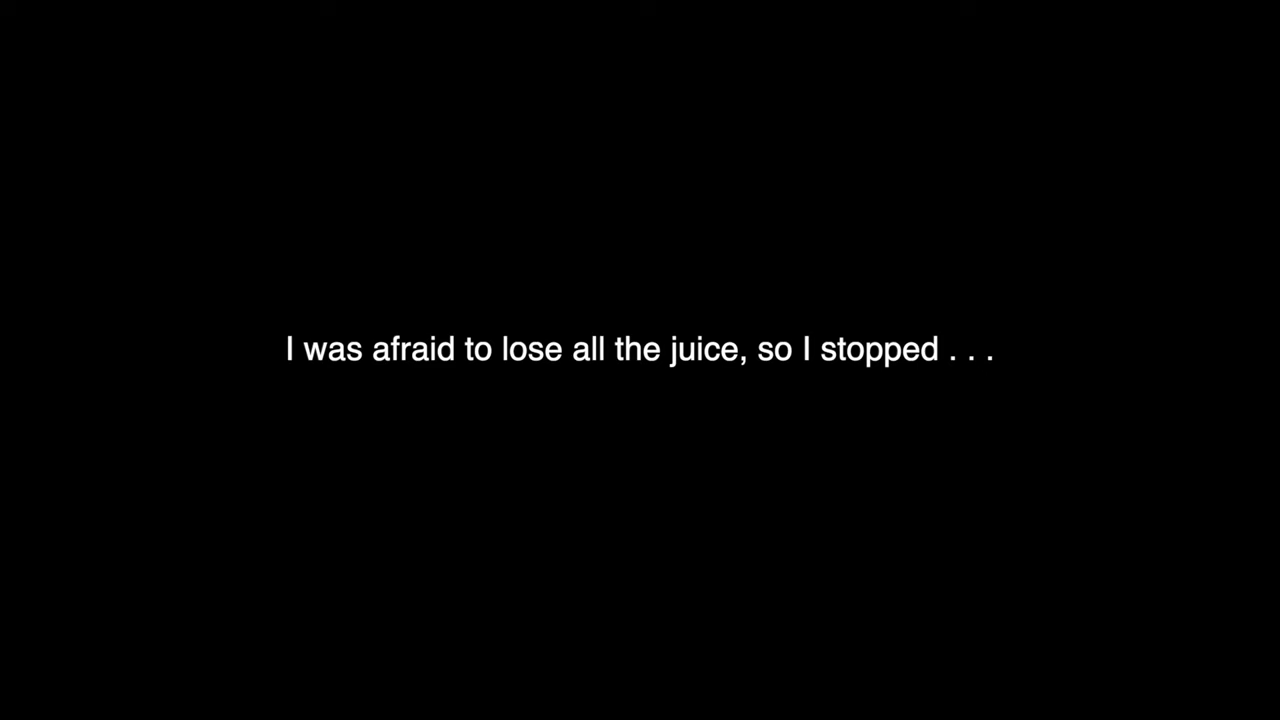 I was afraid to lose all the juice, so I stopped . . .